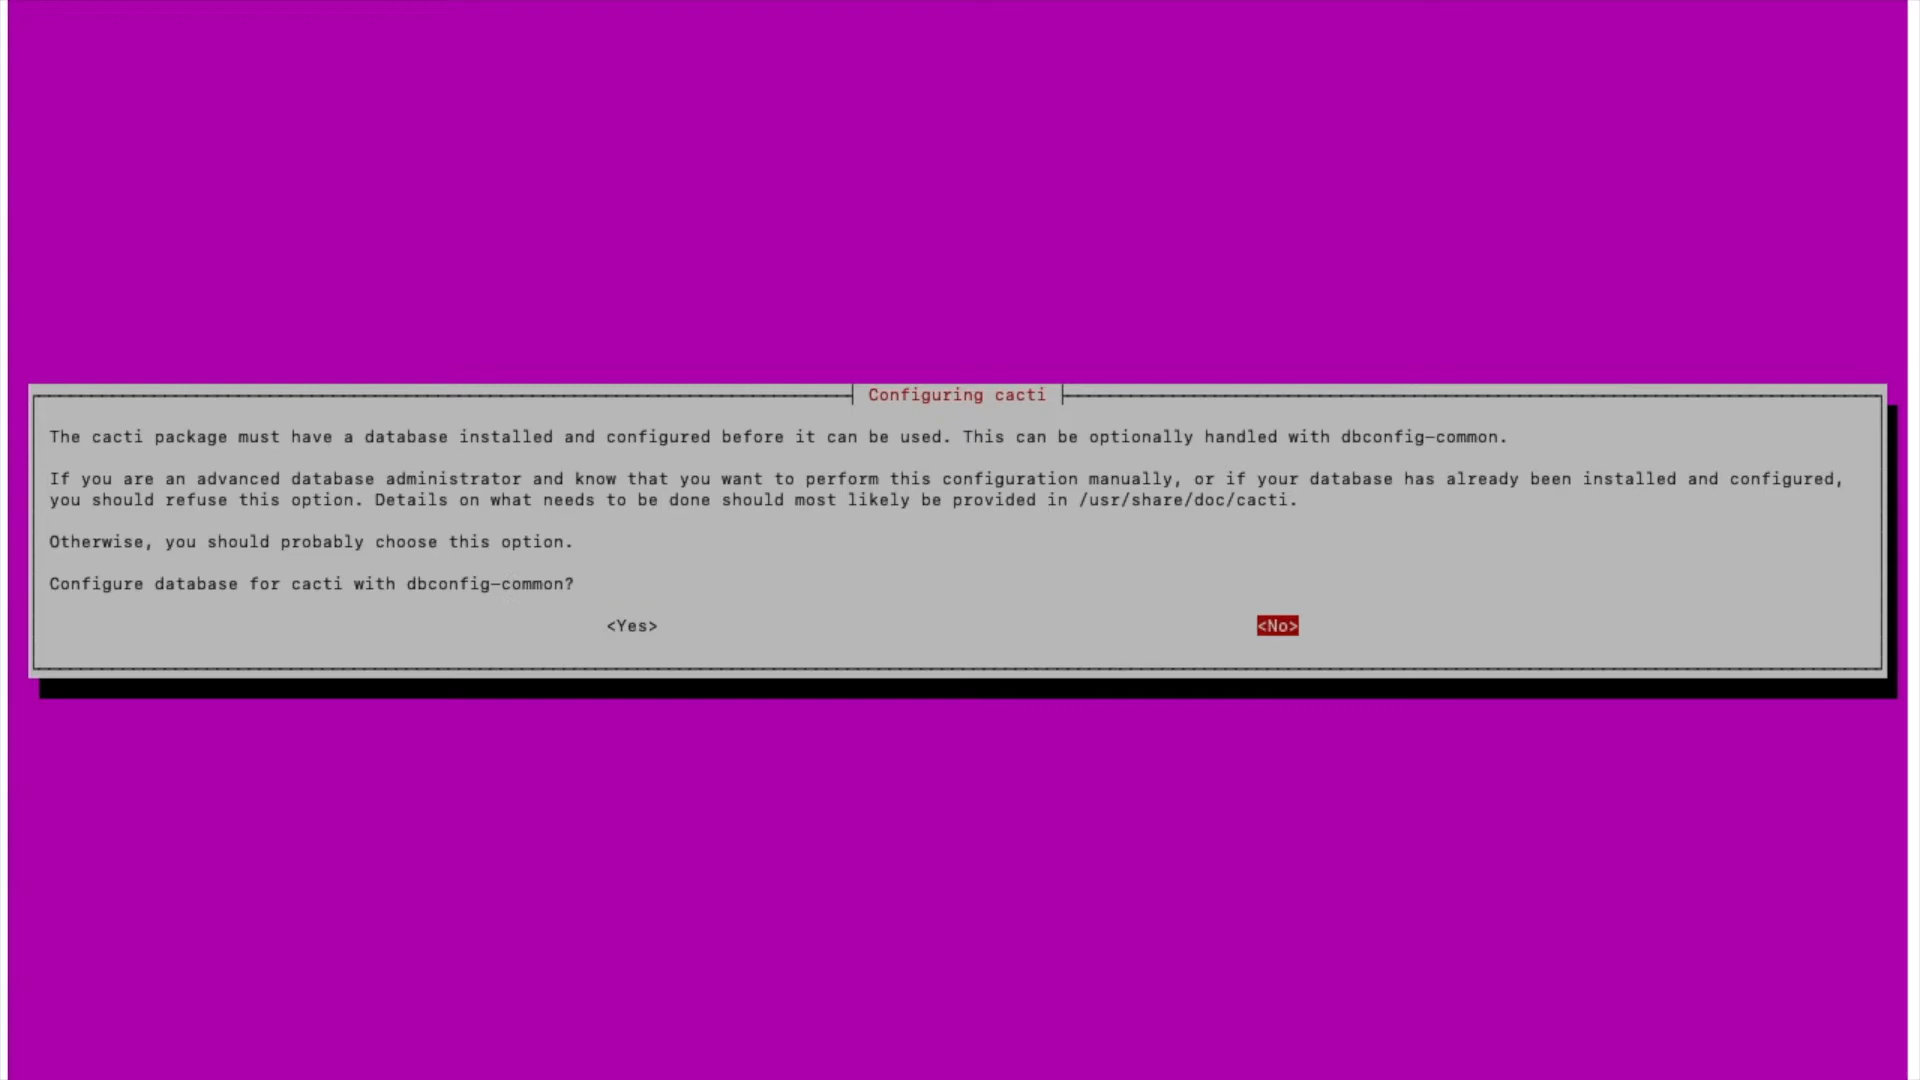 Configuring cacti
The cacti package must have a database installed and configured before it can be used. This can be optionally handled with dbconfig-common.
If you are an advanced database administrator and know that you want to perform this configuration manually, or if your database has already been installed and configured,
you should refuse this option. Details on what needs to be done should most likely be provided in /usr/share/doc/cacti.
Otherwise, you should probably choose this option.
Configure database for cacti with dbconfig-common?
<Yes> <No>